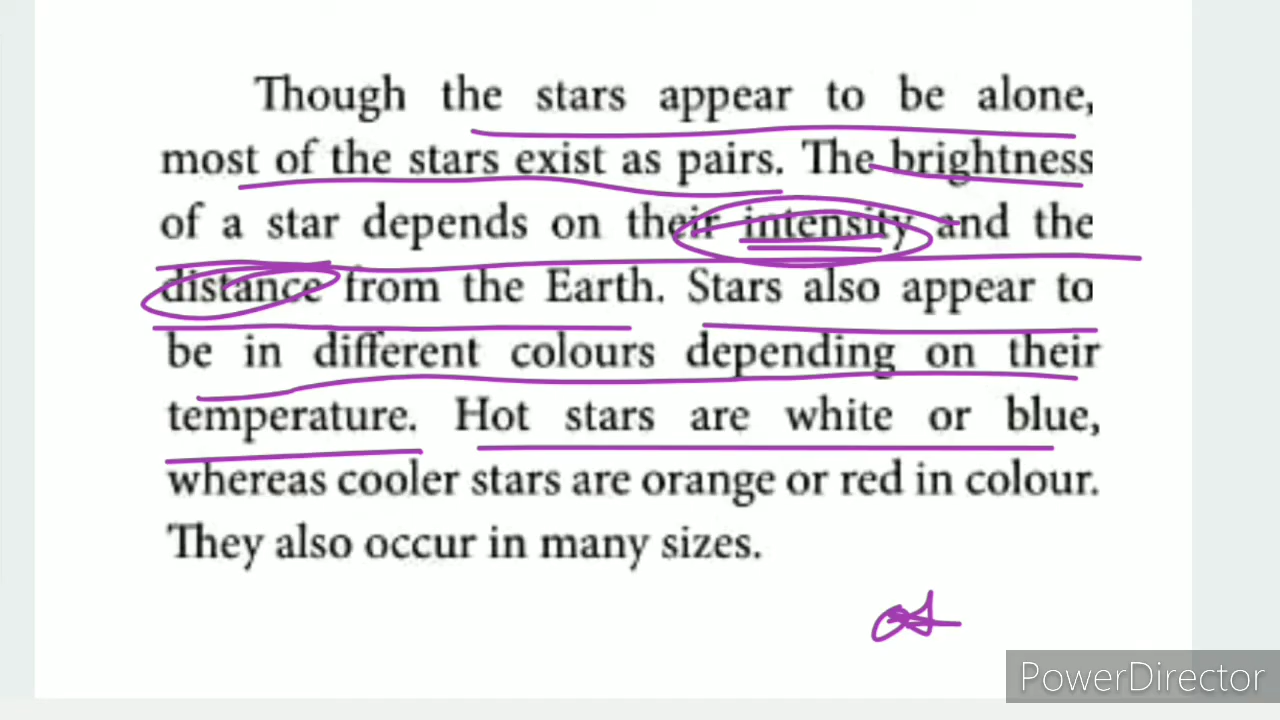 Though the stars appear to be alone,
most of the stars exist as pairs. The brightness
of a star depends on their intensity and the
distance from the Earth. Stars also appear to
be in different colours depending on their
temperature. Hot stars are white or blue,
whereas cooler stars are orange or red in colour.
They also occur in many sizes.
PowerDirector